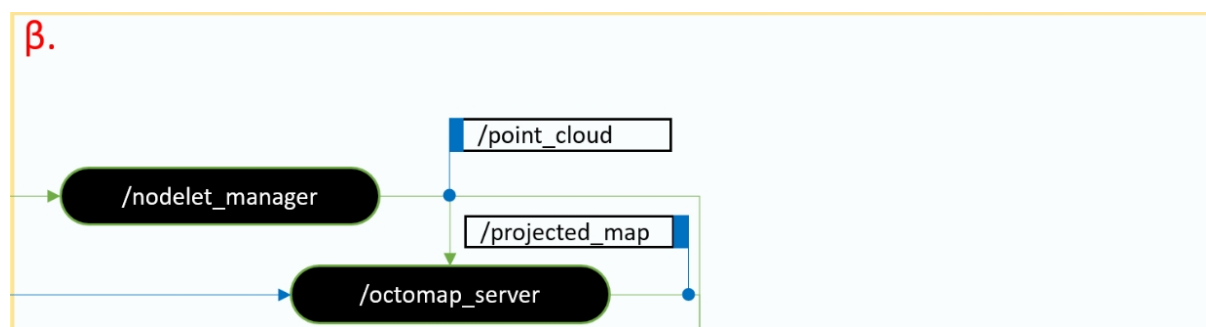 β.
/point_cloud
/nodelet_manager
/projected_map
/octomap_server